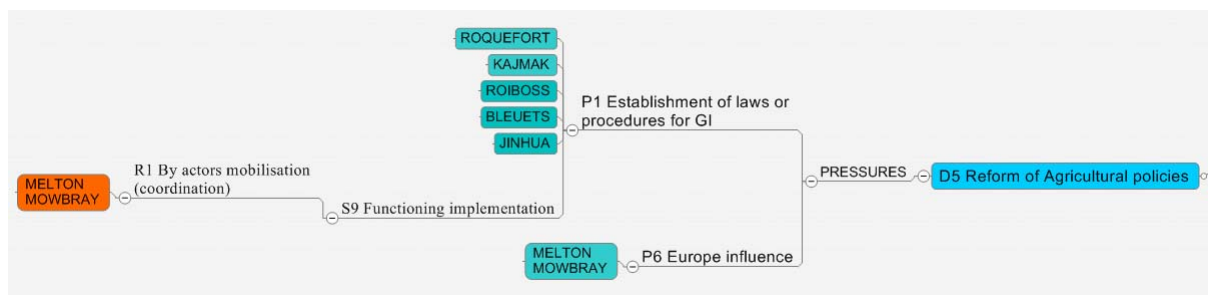 ROQUEFORT
KAJMAK
ROIBOSS
BLEUETS
JINHUA
P1 Establishment of laws or
procedures for GI
MELTON
MOWBRAY
R1 By actors mobilisation
(coordination)
S9 Functioning implementation
PRESSURES
D5 Reform of Agricultural policies
MELTON
MOWBRAY
P6 Europe influence